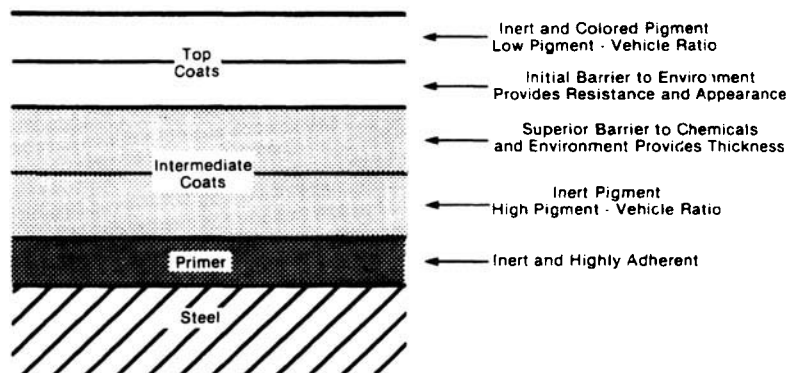 Inert and Colored Pigment
Low Pigment - Vehicle Ratio
Top
Coats
Initial Barrier to Environment
Provides Resistance and Appearance
Superior Barrier to Chemicals
and Environment Provides Thickness
Intermediate
Coats
Inert Pigment
High Pigment - Vehicle Ratio
Primer
Inert and Highly Adherent
Steel